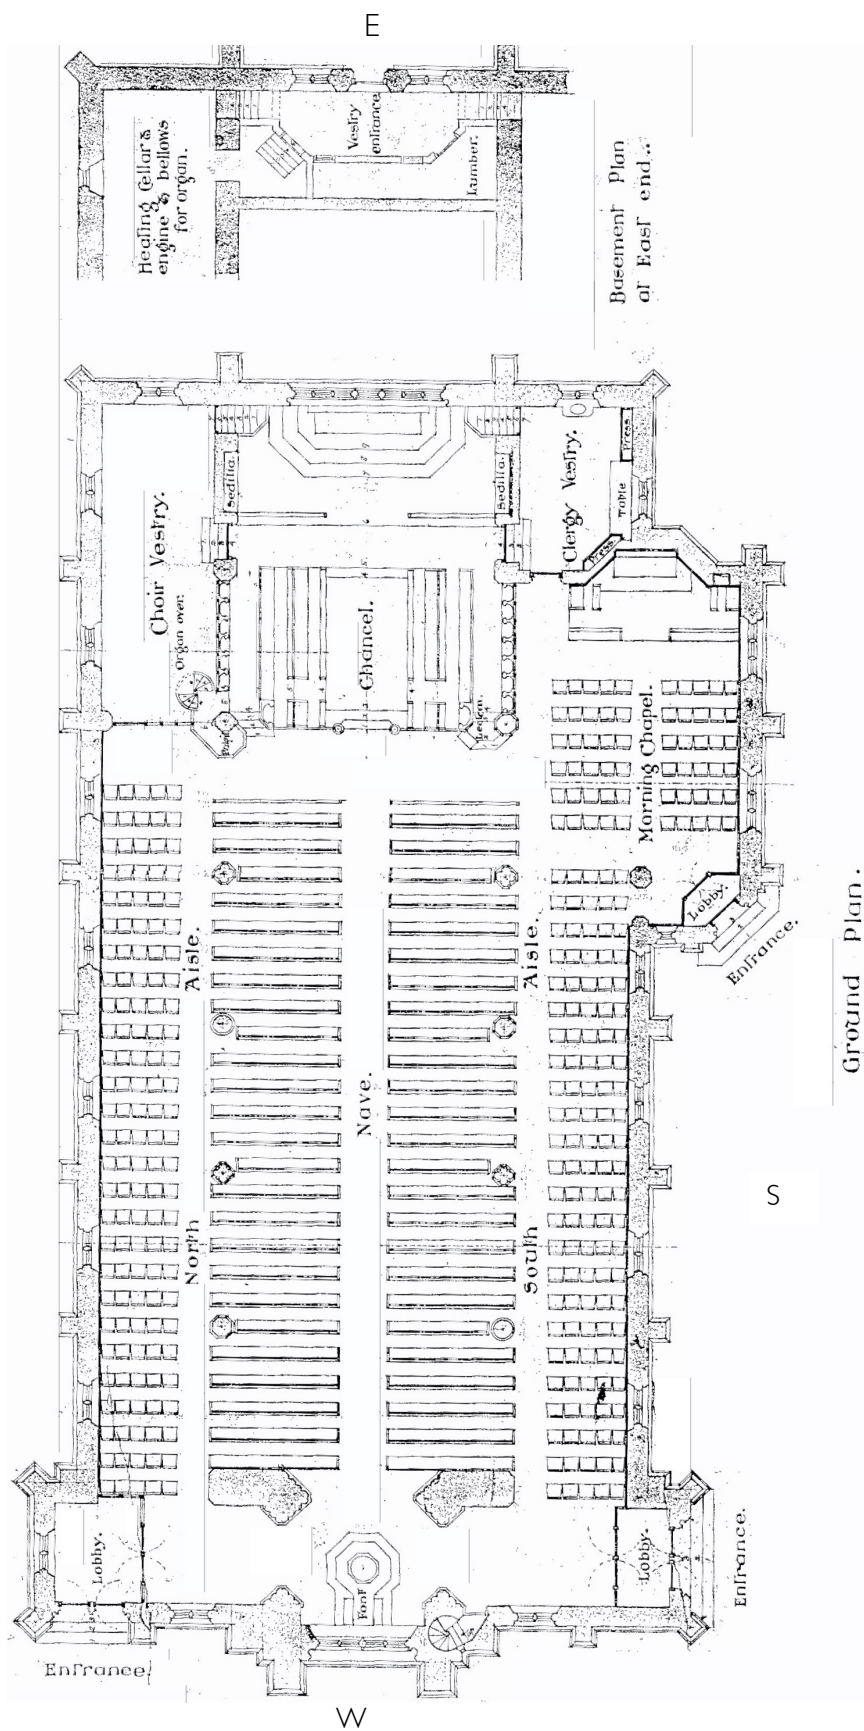 E
Heating Cellar &
engine & bellows
for organ.
Vestry
entrance
Lumber.
Basement Plan
at East end..
Sedilia.
Sedilia.
Choir Vestry.
Organ over.
Clergy Vestry.
Press
Table
Press
Chancel.
Lectern.
Morning Chapel.
Lobby.
Entrance.
North Aisle.
Nave.
South Aisle.
Ground Plan.
S
Lobby.
Font
Lobby.
Entrance.
Entrance.
W